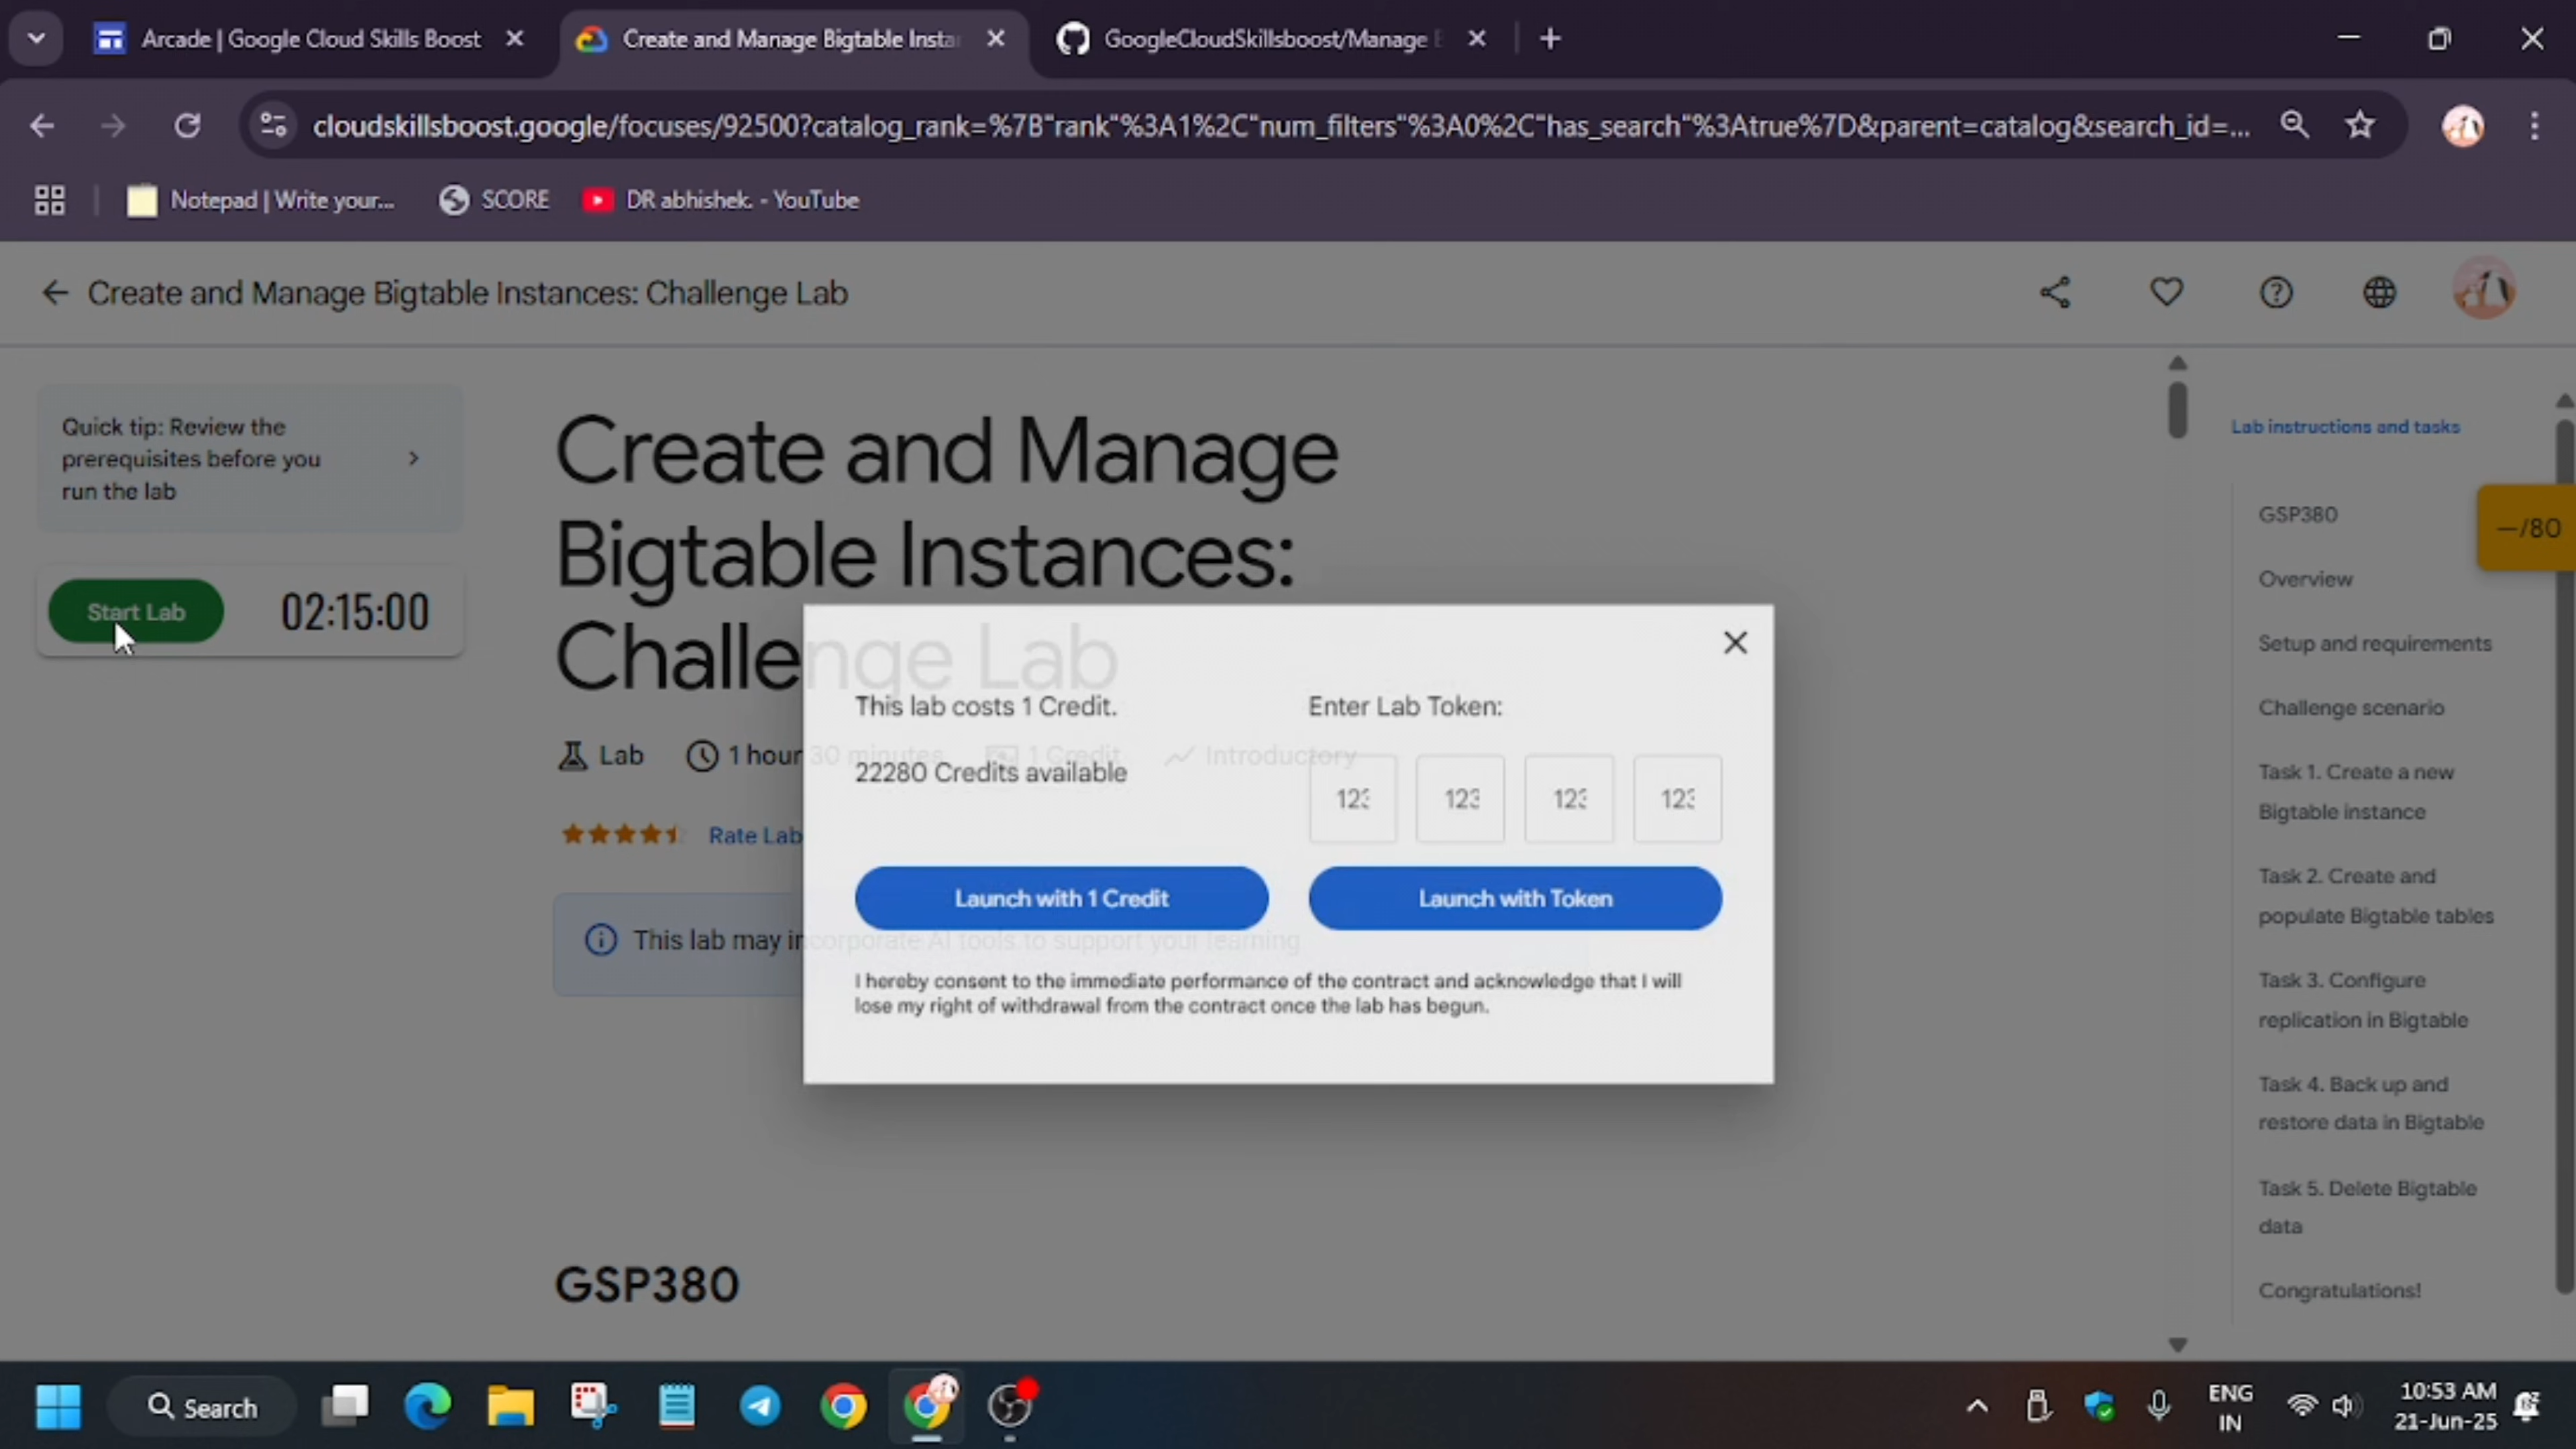 Arcade | Google Cloud Skills Boost
Create and Manage Bigtable Insta
GoogleCloudSkillsboost/Manage
cloudskillsboost.google/focuses/92500?catalog_rank=%7B"rank"%3A1%2C"num_filters"%3A0%2C"has_search"%3Atrue%7D&parent=catalog&search_id=...
Notepad | Write your...
SCORE
DR abhishek. - YouTube
Create and Manage Bigtable Instances: Challenge Lab
Quick tip: Review the
prerequisites before you
run the lab
Start Lab
02:15:00
Create and Manage
Bigtable Instances:
Challenge Lab
Lab
1 hour 30 minutes
1 Credit
Introductory
Rate Lab
This lab may incorporate AI tools to support your learning.
GSP380
This lab costs 1 Credit.
22280 Credits available
Launch with 1 Credit
Enter Lab Token:
123
123
123
123
Launch with Token
I hereby consent to the immediate performance of the contract and acknowledge that I will
lose my right of withdrawal from the contract once the lab has begun.
Lab instructions and tasks
GSP380
—/80
Overview
Setup and requirements
Challenge scenario
Task 1. Create a new
Bigtable instance
Task 2. Create and
populate Bigtable tables
Task 3. Configure
replication in Bigtable
Task 4. Back up and
restore data in Bigtable
Task 5. Delete Bigtable
data
Congratulations!
Search
ENG
IN
10:53 AM
21-Jun-25